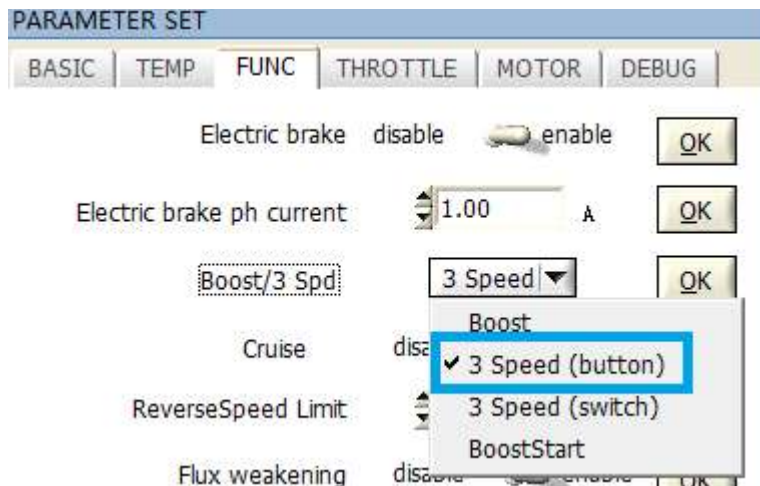 PARAMETER SET
BASIC TEMP FUNC THROTTLE MOTOR DEBUG
Electric brake disable enable OK
Electric brake ph current 1.00 A OK
Boost/3 Spd 3 Speed OK
Boost
Cruise
3 Speed (button)
ReverseSpeed Limit 3 Speed (switch)
BoostStart
Flux weakening OK